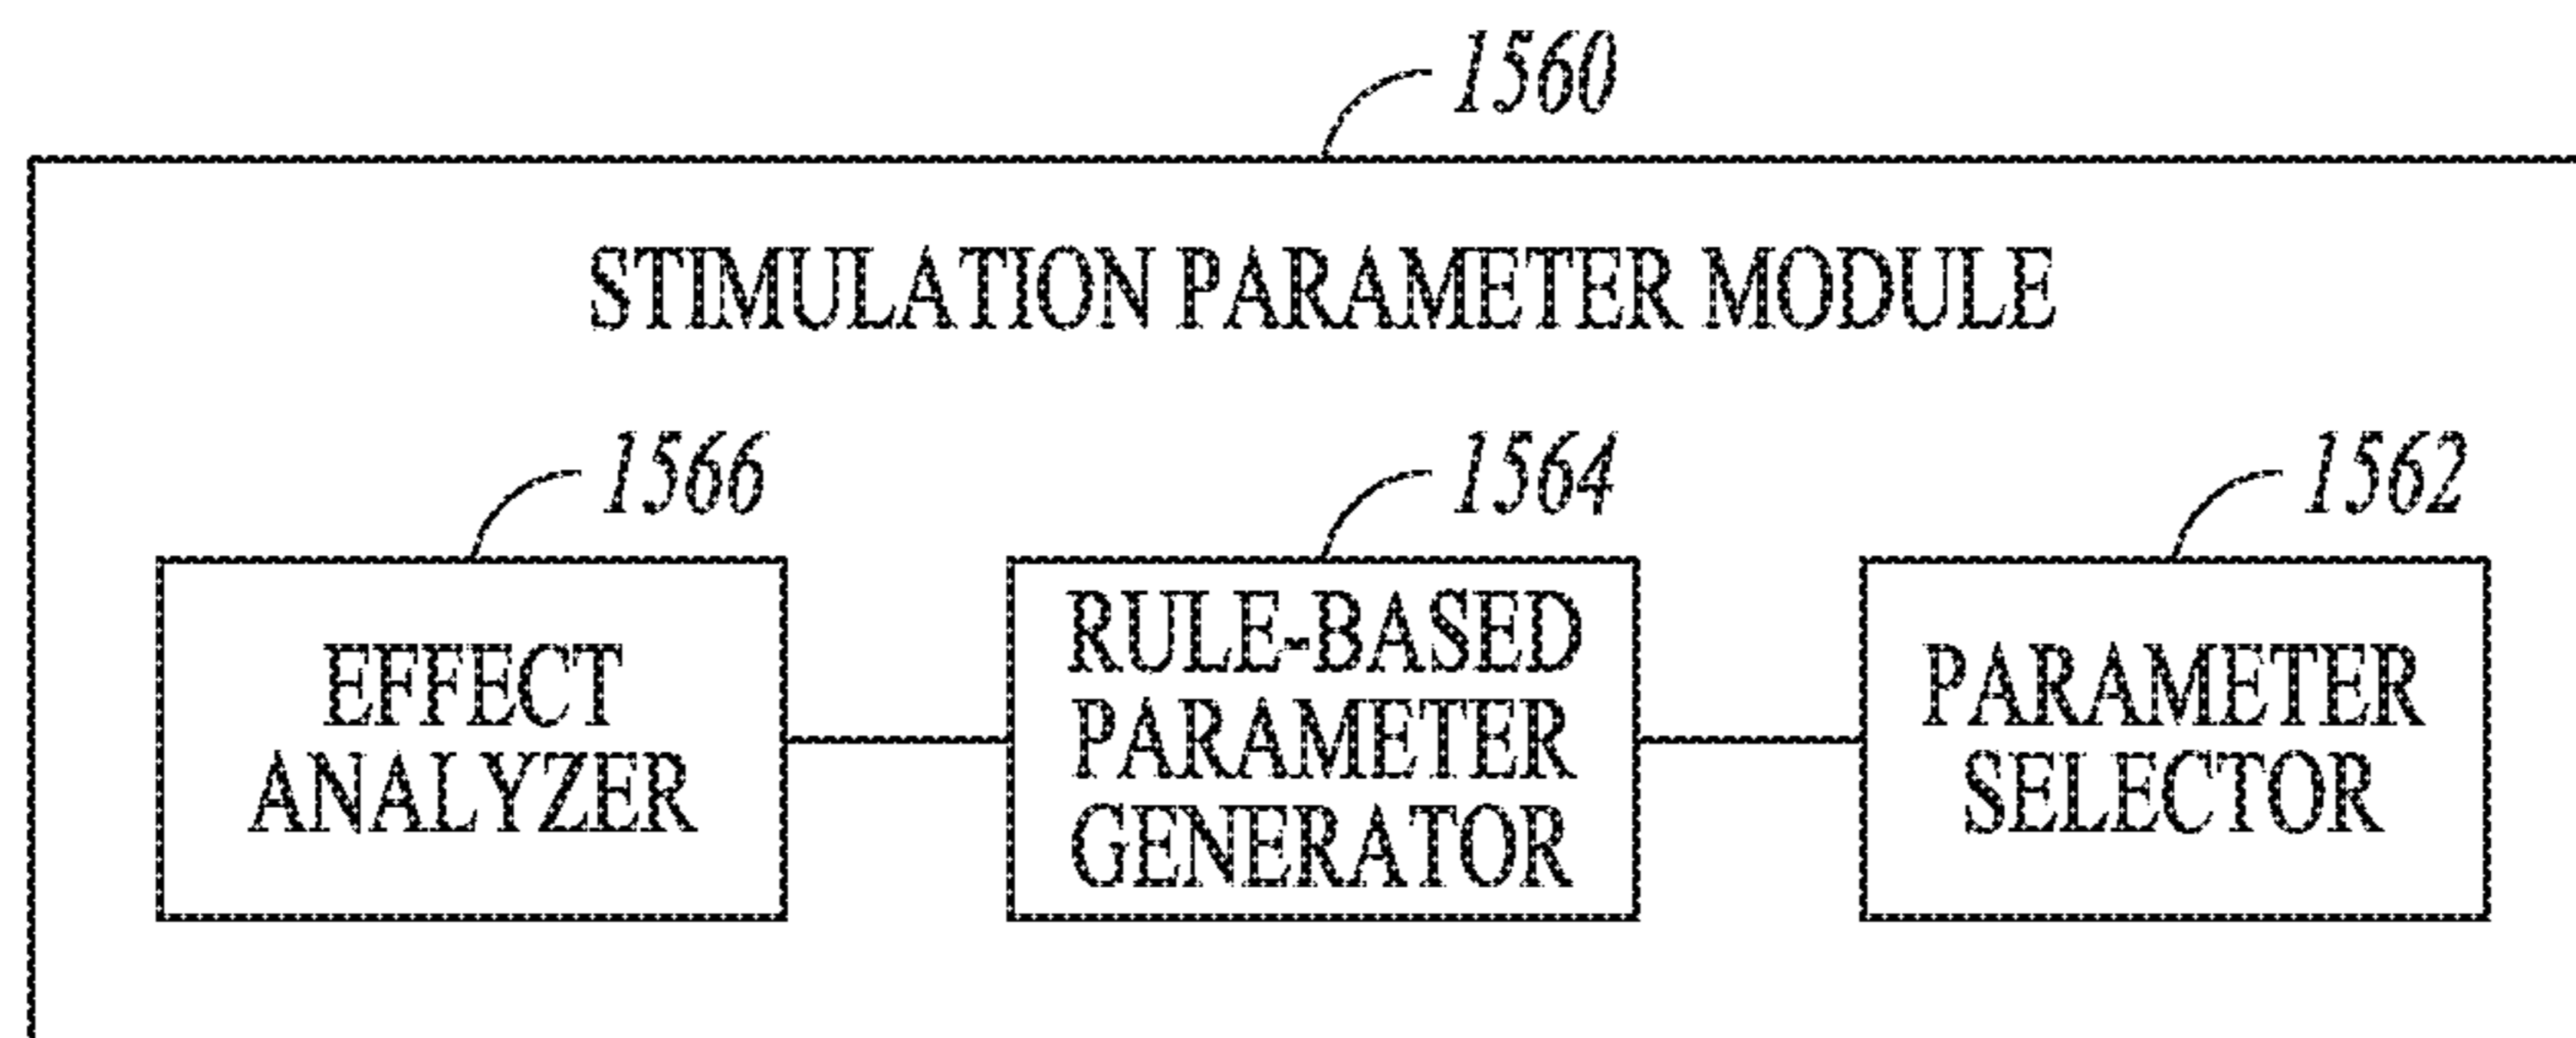 1560
STIMULATION PARAMETER MODULE
1566
1564
1562
EFFECT
ANALYZER
RULE-BASED
PARAMETER
GENERATOR
PARAMETER
SELECTOR